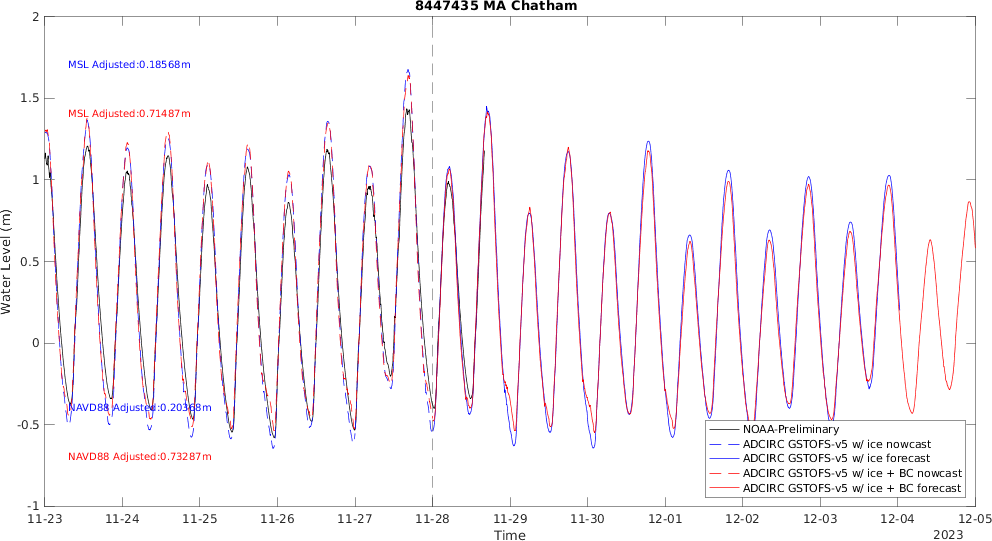 8447435 MA Chatham
2
1.5
1
0.5
0
-0.5
-1
Water Level (m)
MSL Adjusted:0.18568m
MSL Adjusted:0.71487m
NAVD88 Adjusted:0.20368m
NAVD88 Adjusted:0.73287m
NOAA-Preliminary
ADCIRC GSTOFS-v5 w/ ice nowcast
ADCIRC GSTOFS-v5 w/ ice forecast
ADCIRC GSTOFS-v5 w/ ice + BC nowcast
ADCIRC GSTOFS-v5 w/ ice + BC forecast
11-23 11-24 11-25 11-26 11-27 11-28 11-29 11-30 12-01 12-02 12-03 12-04 12-05
Time
2023